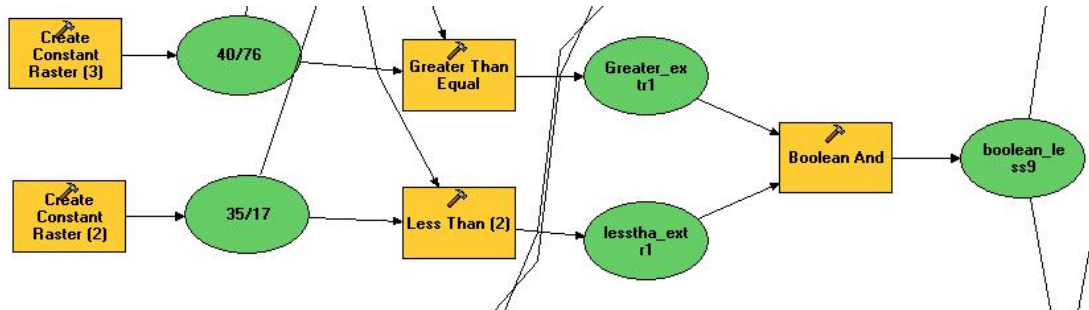 Create
Constant
Raster (3)
40/76
Greater Than
Equal
Greater_ex
tr1
Boolean And
boolean_le
ss9
Create
Constant
Raster (2)
35/17
Less Than (2)
lesstha_ext
r1